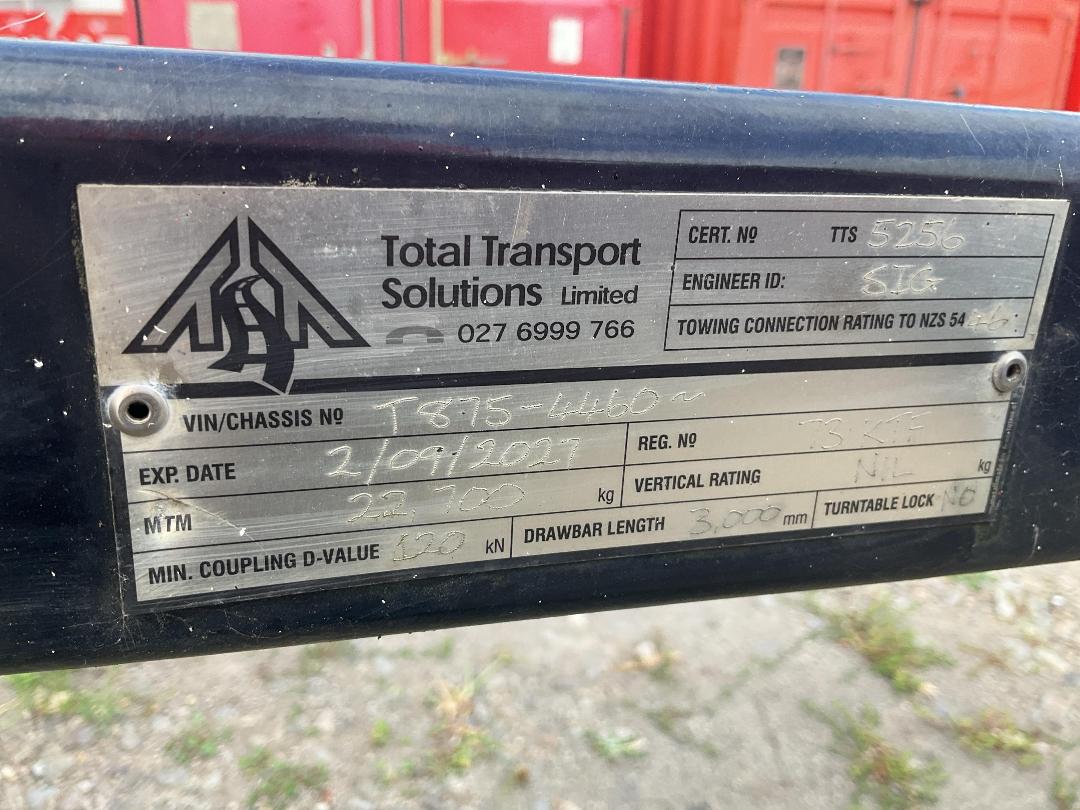 Total Transport
Solutions Limited
027 6999 766
CERT. Nº TTS 5256
ENGINEER ID: SIG
TOWING CONNECTION RATING TO NZS 5446
VIN/CHASSIS Nº T875-4460~
EXP. DATE 2/09/2027
REG. Nº
MTM 22,700 kg
VERTICAL RATING NIL kg
MIN. COUPLING D-VALUE 120 kN
DRAWBAR LENGTH 3,000 mm
TURNTABLE LOCK NO